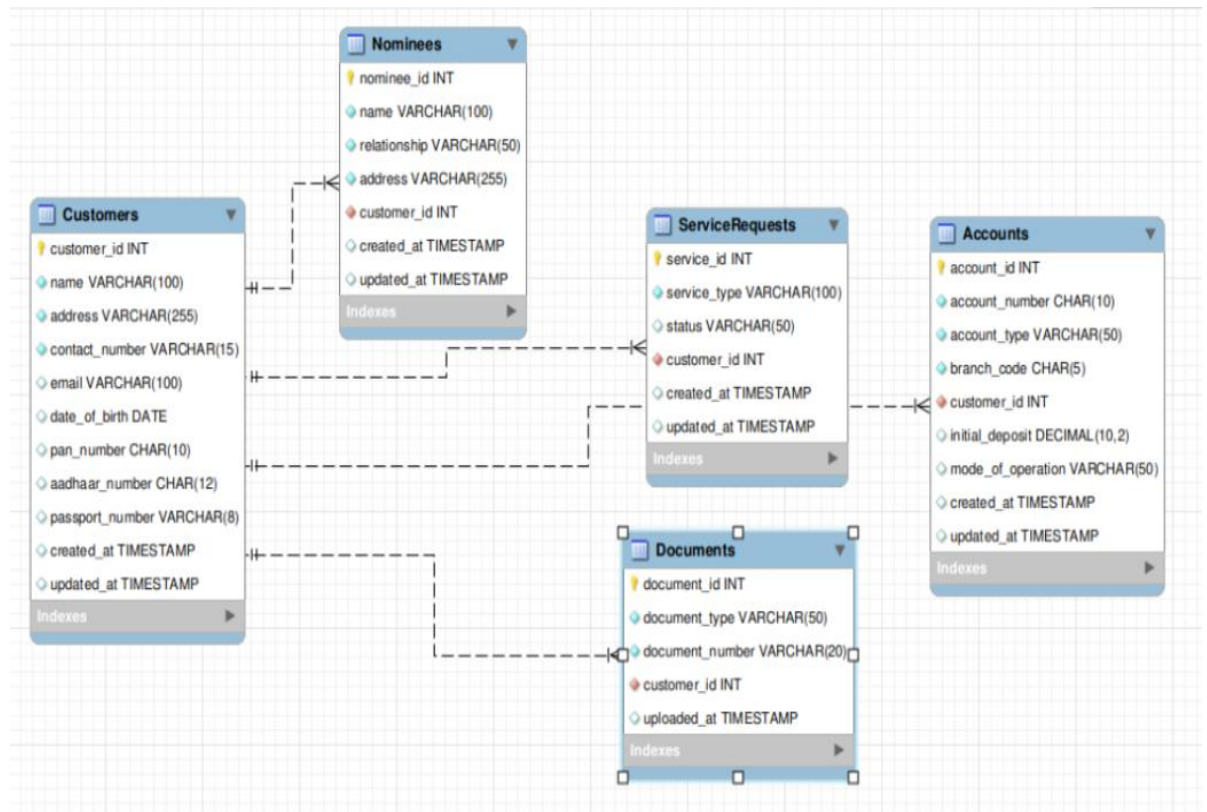 Nominees
nominee_id INT
name VARCHAR(100)
relationship VARCHAR(50)
address VARCHAR(255)
customer_id INT
created_at TIMESTAMP
updated_at TIMESTAMP
Indexes
Customers
customer_id INT
name VARCHAR(100)
address VARCHAR(255)
contact_number VARCHAR(15)
email VARCHAR(100)
date_of_birth DATE
pan_number CHAR(10)
aadhaar_number CHAR(12)
passport_number VARCHAR(8)
created_at TIMESTAMP
updated_at TIMESTAMP
Indexes
ServiceRequests
service_id INT
service_type VARCHAR(100)
status VARCHAR(50)
customer_id INT
created_at TIMESTAMP
updated_at TIMESTAMP
Indexes
Accounts
account_id INT
account_number CHAR(10)
account_type VARCHAR(50)
branch_code CHAR(5)
customer_id INT
initial_deposit DECIMAL(10,2)
mode_of_operation VARCHAR(50)
created_at TIMESTAMP
updated_at TIMESTAMP
Indexes
Documents
document_id INT
document_type VARCHAR(50)
document_number VARCHAR(20)
customer_id INT
uploaded_at TIMESTAMP
Indexes